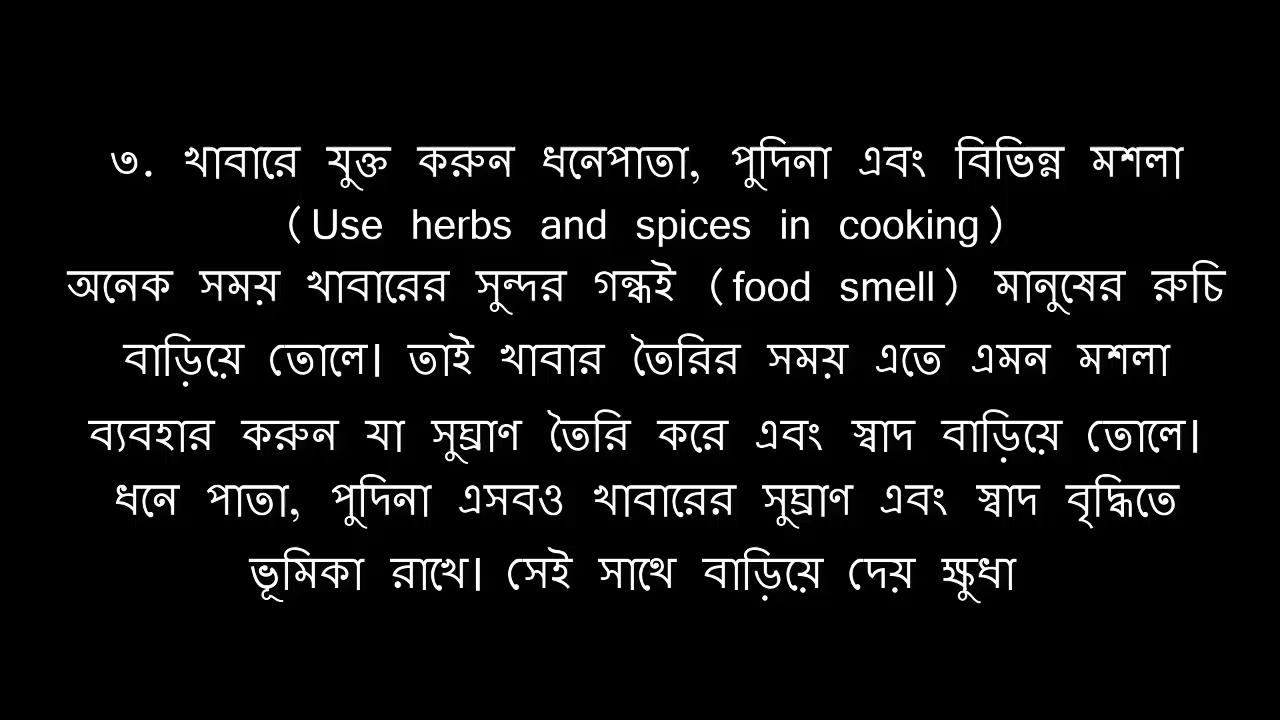 ৩. খাবারে যুক্ত করুন ধনেপাতা, পুদিনা এবং বিভিন্ন মশলা
(Use herbs and spices in cooking)
অনেক সময় খাবারের সুন্দর গন্ধই (food smell) মানুষের রুচি
বাড়িয়ে তোলে। তাই খাবার তৈরির সময় এতে এমন মশলা
ব্যবহার করুন যা সুঘ্রাণ তৈরি করে এবং স্বাদ বাড়িয়ে তোলে।
ধনে পাতা, পুদিনা এসবও খাবারের সুঘ্রাণ এবং স্বাদ বৃদ্ধিতে
ভূমিকা রাখে। সেই সাথে বাড়িয়ে দেয় ক্ষুধা